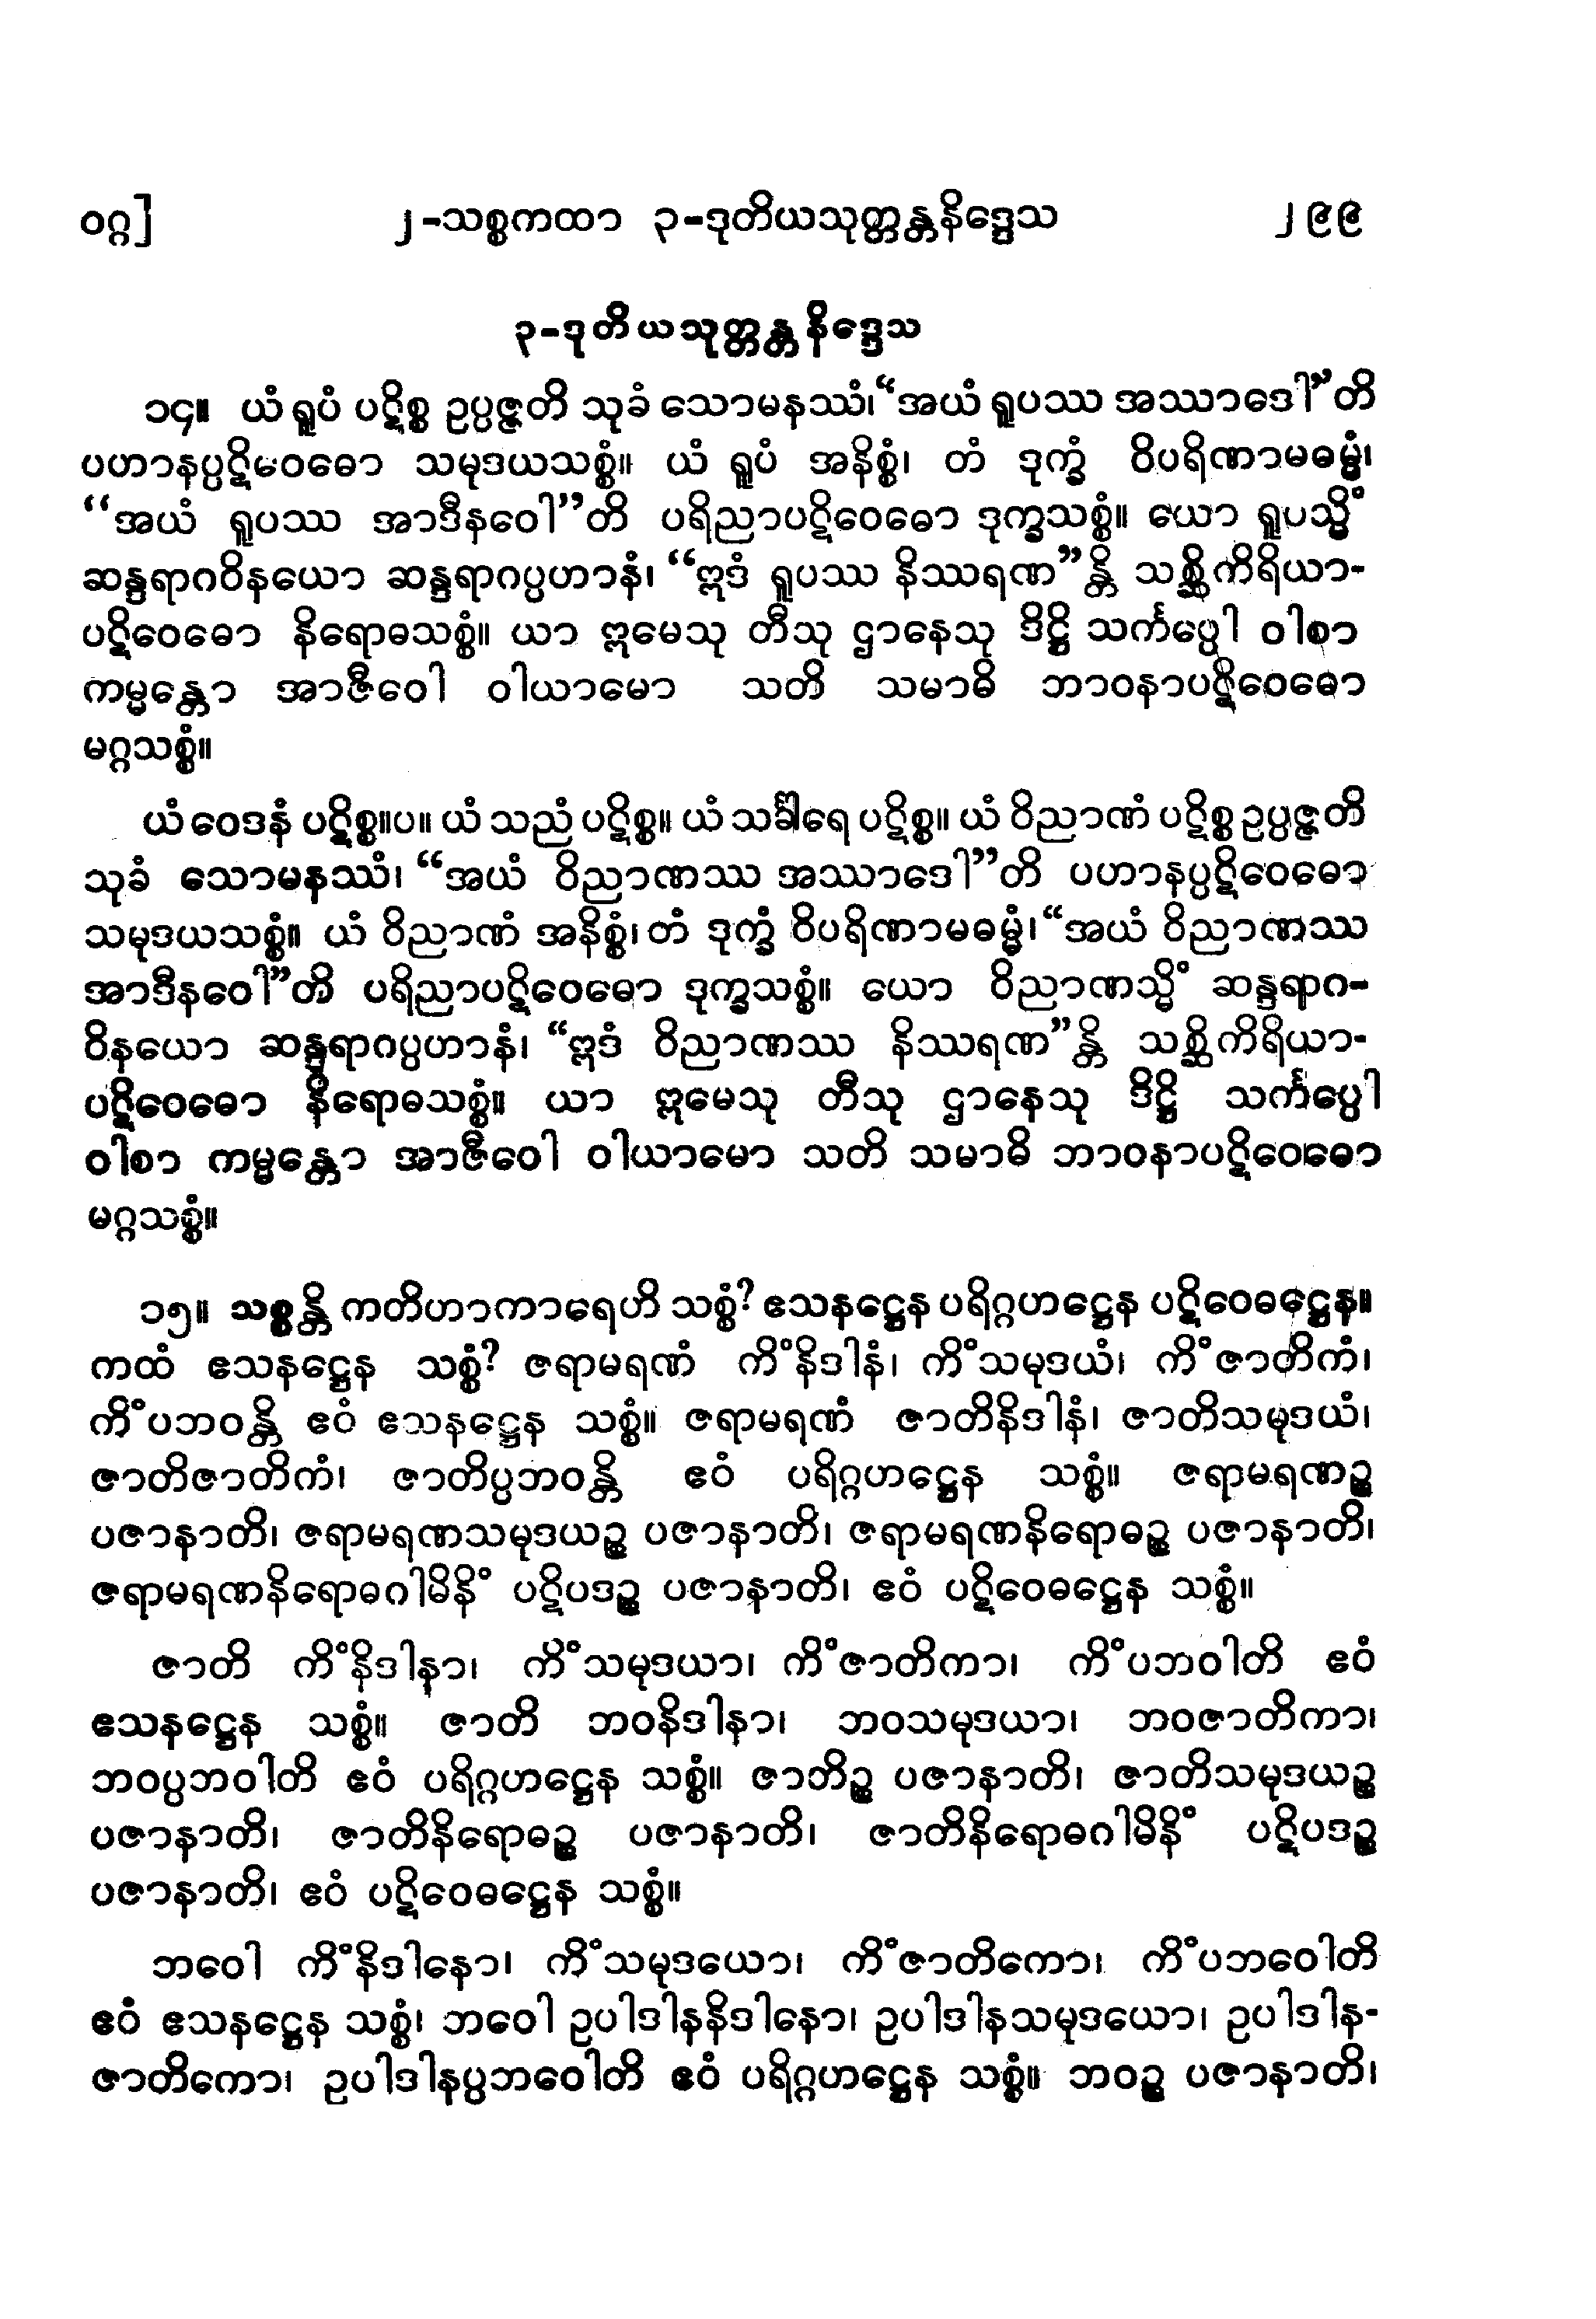 ဝဂ္ဂ]
၂-သစ္စကထာ ၃-ဒုတိယသုတ္တန္တနိဒ္ဒေသ
၂၉၉
၃-ဒုတိယသုတ္တန္တနိဒ္ဒေသ
၁၄။ ယံ ရူပံ ပဋိစ္စ ဥပ္ပဇ္ဇတိ သုခံ သောမနဿံ၊ “အယံ ရူပဿ အဿာဒေါ”တိ
ပဟာနပ္ပဋိဝေဓော သမုဒယသစ္စံ။ ယံ ရူပံ အနိစ္စံ၊ တံ ဒုက္ခံ ဝိပရိဏာမဓမ္မံ၊
“အယံ ရူပဿ အာဒီနဝေါ”တိ ပရိညာပဋိဝေဓော ဒုက္ခသစ္စံ။ ယော ရူပသ္မိံ
ဆန္ဒရာဂဝိနယော ဆန္ဒရာဂပ္ပဟာနံ၊ “ဣဒံ ရူပဿ နိဿရဏ”န္တိ သစ္ဆိကိရိယာ-
ပဋိဝေဓော နိရောဓသစ္စံ။ ယာ ဣမေသု တီသု ဌာနေသု ဒိဋ္ဌိ သင်္ကပ္ပေါ ဝါစာ
ကမ္မန္တော အာဇီဝေါ ဝါယာမော သတိ သမာဓိ ဘာဝနာပဋိဝေဓော
မဂ္ဂသစ္စံ။
ယံ ဝေဒနံ ပဋိစ္စ။ပ။ ယံ သညံ ပဋိစ္စ။ ယံ သင်္ခါရေ ပဋိစ္စ။ ယံ ဝိညာဏံ ပဋိစ္စ ဥပ္ပဇ္ဇတိ
သုခံ သောမနဿံ၊ “အယံ ဝိညာဏဿ အဿာဒေါ”တိ ပဟာနပ္ပဋိဝေဓော
သမုဒယသစ္စံ။ ယံ ဝိညာဏံ အနိစ္စံ၊ တံ ဒုက္ခံ ဝိပရိဏာမဓမ္မံ၊ “အယံ ဝိညာဏဿ
အာဒီနဝေါ”တိ ပရိညာပဋိဝေဓော ဒုက္ခသစ္စံ။ ယော ဝိညာဏသ္မိံ ဆန္ဒရာဂ-
ဝိနယော ဆန္ဒရာဂပ္ပဟာနံ၊ “ဣဒံ ဝိညာဏဿ နိဿရဏ”န္တိ သစ္ဆိကိရိယာ-
ပဋိဝေဓော နိရောဓသစ္စံ။ ယာ ဣမေသု တီသု ဌာနေသု ဒိဋ္ဌိ သင်္ကပ္ပေါ
ဝါစာ ကမ္မန္တော အာဇီဝေါ ဝါယာမော သတိ သမာဓိ ဘာဝနာပဋိဝေဓော
မဂ္ဂသစ္စံ။
၁၅။ သစ္စန္တိ ကတိဟာကာရေဟိ သစ္စံ? ဧသနဋ္ဌေန ပရိဂ္ဂဟဋ္ဌေန ပဋိဝေဓဋ္ဌေန။
ကထံ ဧသနဋ္ဌေန သစ္စံ? ဇရာမရဏံ ကိံနိဒါနံ၊ ကိံသမုဒယံ၊ ကိံဇာတိကံ၊
ကိံပဘဝန္တိ ဧဝံ ဧသနဋ္ဌေန သစ္စံ။ ဇရာမရဏံ ဇာတိနိဒါနံ၊ ဇာတိသမုဒယံ၊
ဇာတိဇာတိကံ၊ ဇာတိပ္ပဘဝန္တိ ဧဝံ ပရိဂ္ဂဟဋ္ဌေန သစ္စံ။ ဇရာမရဏဉ္စ
ပဇာနာတိ၊ ဇရာမရဏသမုဒယဉ္စ ပဇာနာတိ၊ ဇရာမရဏနိရောဓဉ္စ ပဇာနာတိ၊
ဇရာမရဏနိရောဓဂါမိနိံ ပဋိပဒဉ္စ ပဇာနာတိ၊ ဧဝံ ပဋိဝေဓဋ္ဌေန သစ္စံ။
ဇာတိ ကိံနိဒါနာ၊ ကိံသမုဒယာ၊ ကိံဇာတိကာ၊ ကိံပဘဝါတိ ဧဝံ
ဧသနဋ္ဌေန သစ္စံ။ ဇာတိ ဘဝနိဒါနာ၊ ဘဝသမုဒယာ၊ ဘဝဇာတိကာ၊
ဘဝပ္ပဘဝါတိ ဧဝံ ပရိဂ္ဂဟဋ္ဌေန သစ္စံ။ ဇာတိဉ္စ ပဇာနာတိ၊ ဇာတိသမုဒယဉ္စ
ပဇာနာတိ၊ ဇာတိနိရောဓဉ္စ ပဇာနာတိ၊ ဇာတိနိရောဓဂါမိနိံ ပဋိပဒဉ္စ
ပဇာနာတိ၊ ဧဝံ ပဋိဝေဓဋ္ဌေန သစ္စံ။
ဘဝေါ ကိံနိဒါနော၊ ကိံသမုဒယော၊ ကိံဇာတိကော၊ ကိံပဘဝေါတိ
ဧဝံ ဧသနဋ္ဌေန သစ္စံ၊ ဘဝေါ ဥပါဒါနနိဒါနော၊ ဥပါဒါနသမုဒယော၊ ဥပါဒါန-
ဇာတိကော၊ ဥပါဒါနပ္ပဘဝေါတိ ဧဝံ ပရိဂ္ဂဟဋ္ဌေန သစ္စံ။ ဘဝဉ္စ ပဇာနာတိ၊